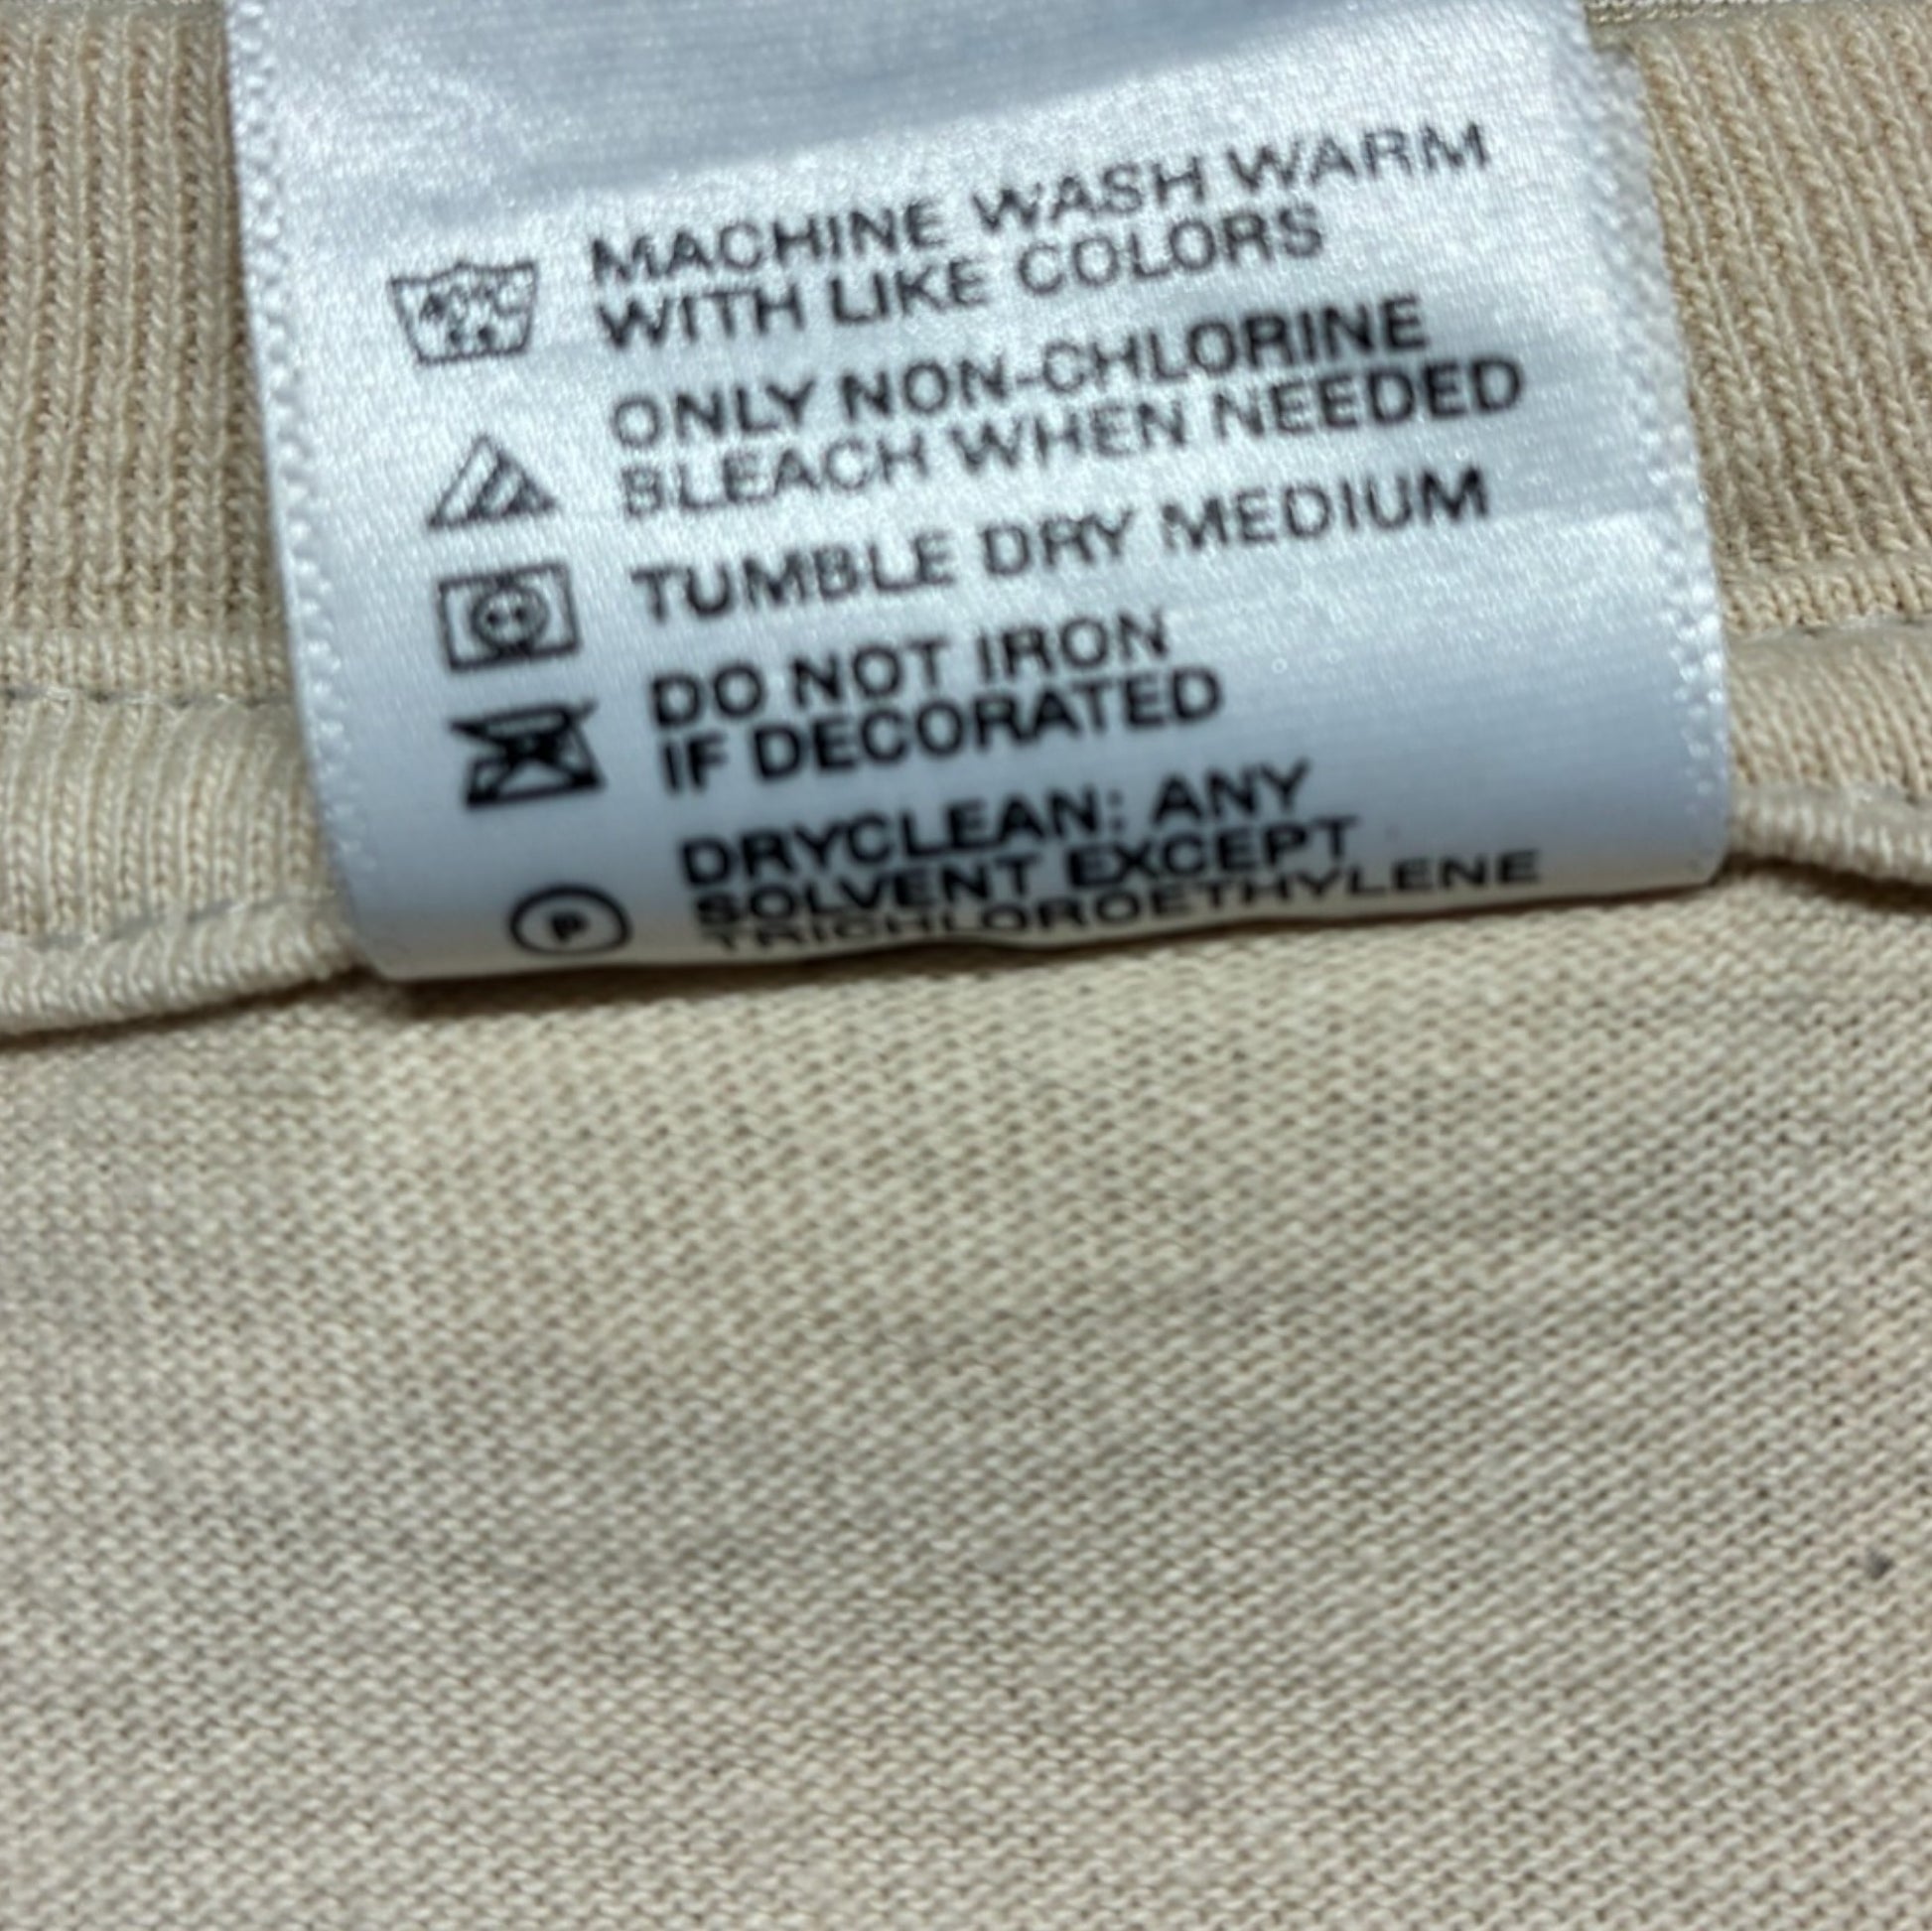 MACHINE WASH WARM
WITH LIKE COLORS
40°C
ONLY NON-CHLORINE
BLEACH WHEN NEEDED
TUMBLE DRY MEDIUM
DO NOT IRON
IF DECORATED
DRYCLEAN: ANY
SOLVENT EXCEPT
P TRICHLOROETHYLENE